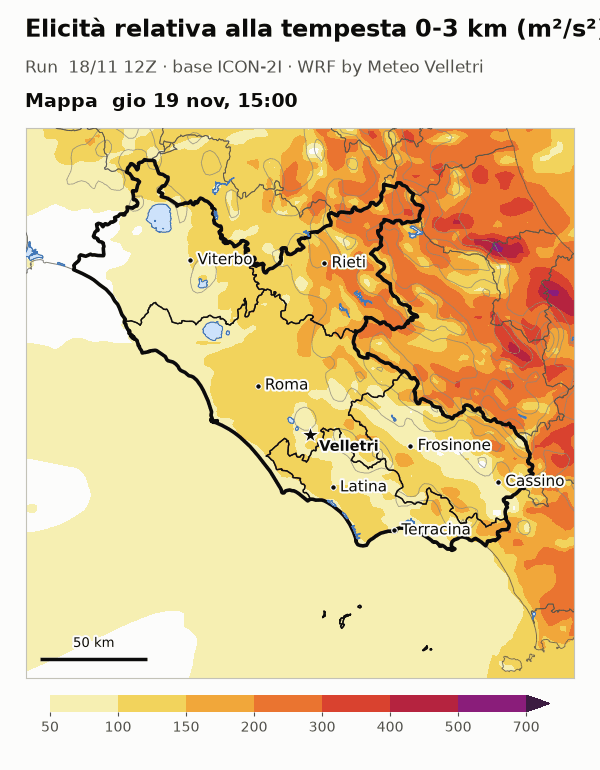 Elicità relativa alla tempesta 0-3 km (m²/s²)
Run 18/11 12Z · base ICON-2I · WRF by Meteo Velletri
Mappa gio 19 nov, 15:00
Viterbo
Rieti
Roma
Velletri
Frosinone
Cassino
Latina
Terracina
50 km
50 100 150 200 300 400 500 700